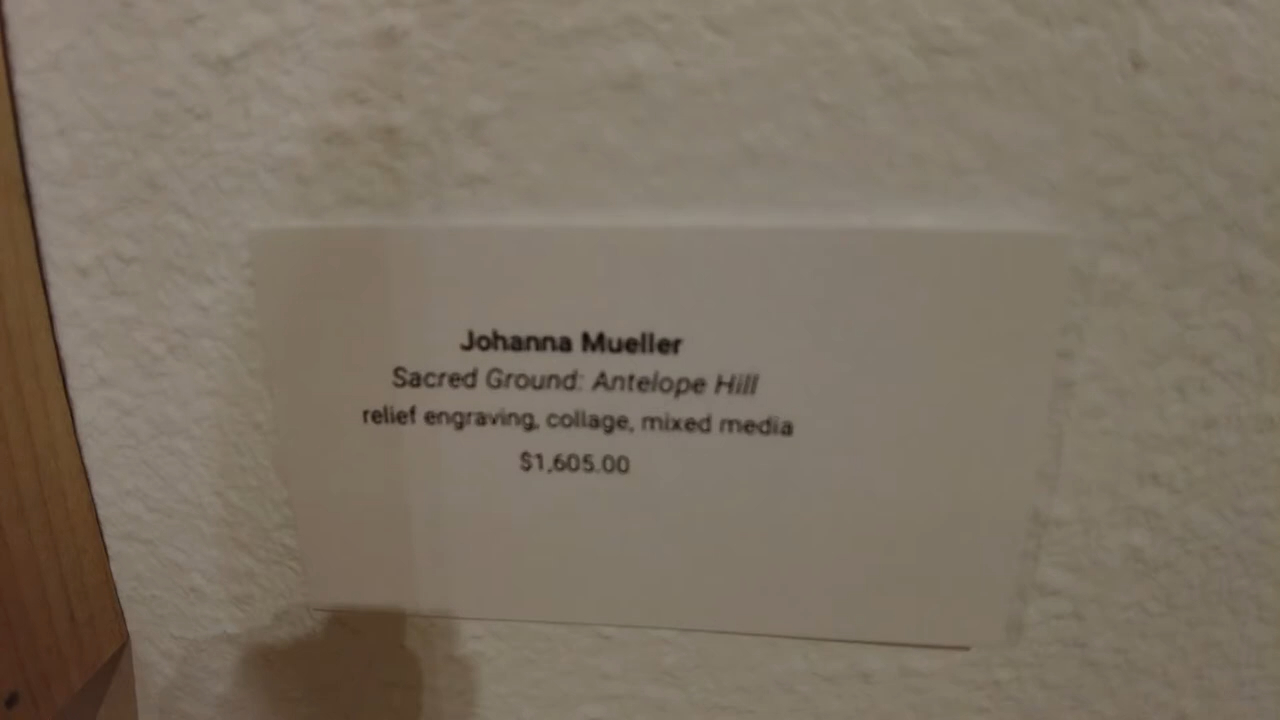 Johanna Mueller
Sacred Ground: Antelope Hill
relief engraving, collage, mixed media
$1,605.00